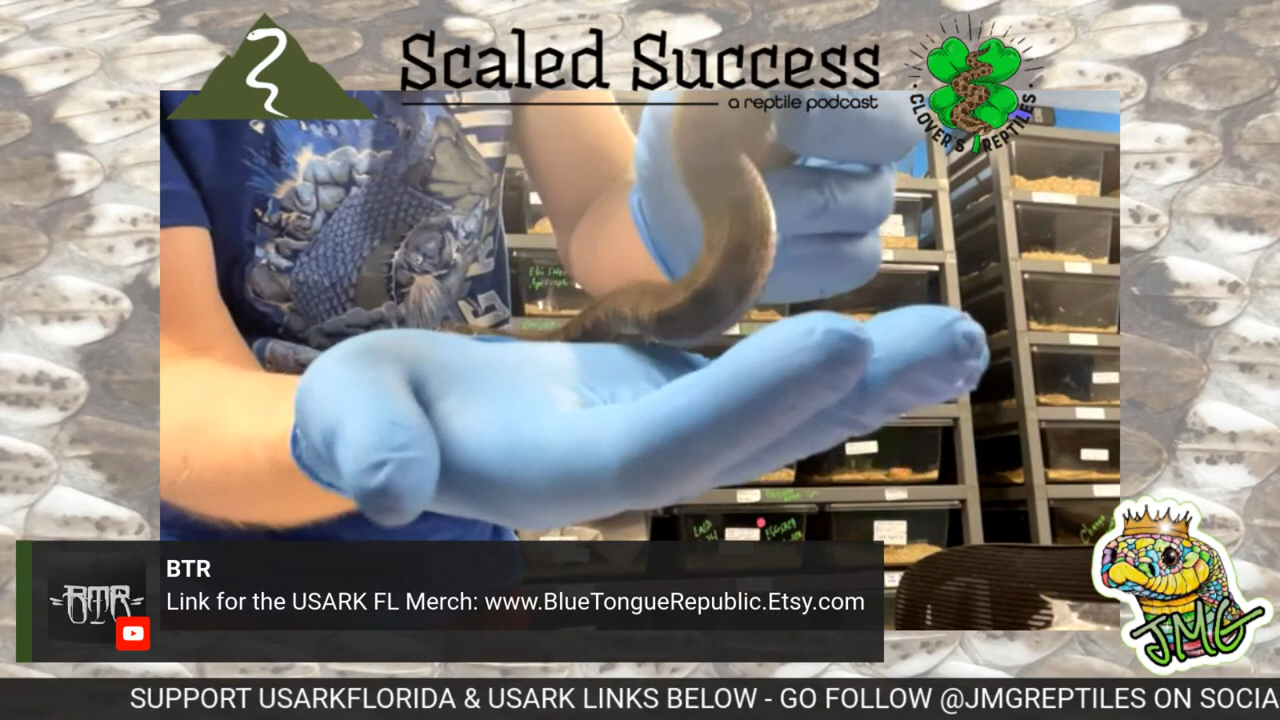 Scaled Success
a reptile podcast
CLOVER'S REPTILES
BTR
Link for the USARK FL Merch: www.BlueTongueRepublic.Etsy.com
JMG
SUPPORT USARKFLORIDA & USARK LINKS BELOW - GO FOLLOW @JMGREPTILES ON SOCIA